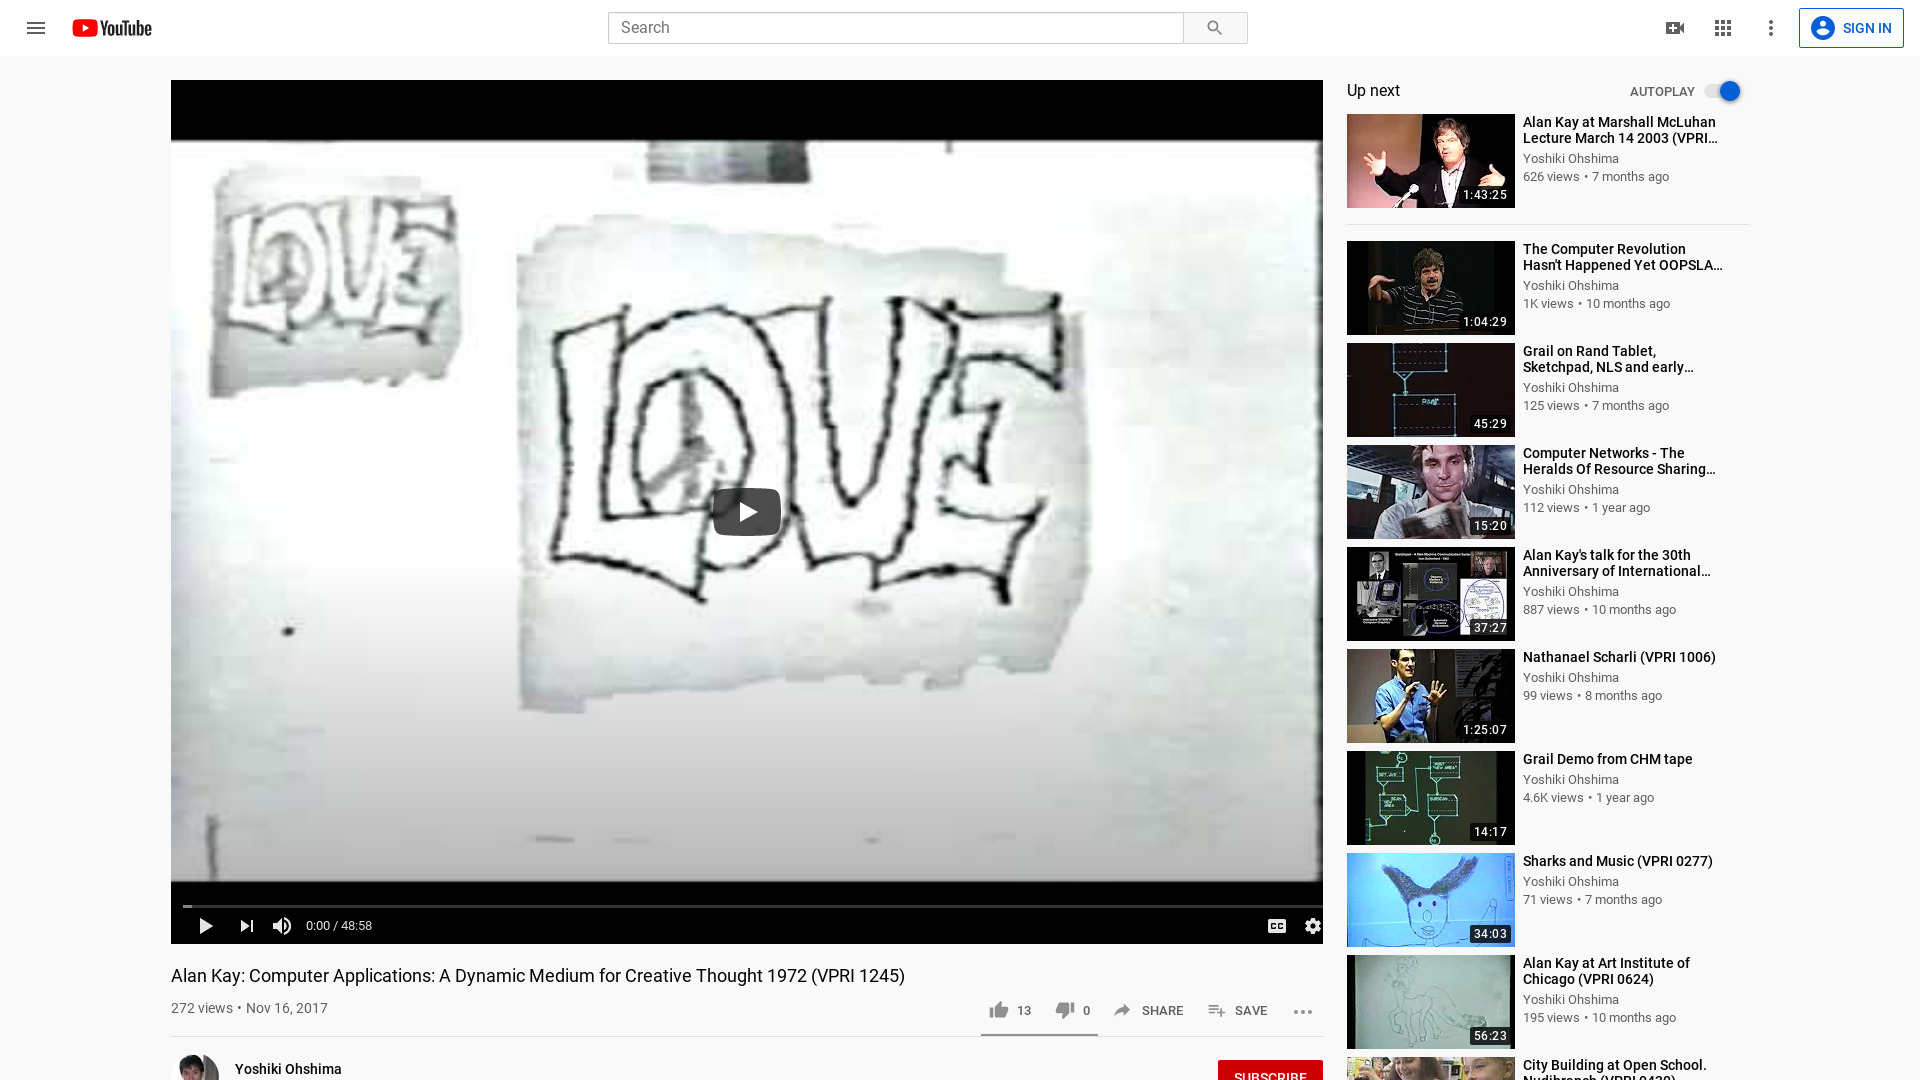 YouTube
Search
SIGN IN
LOVE
LOVE
0:00 / 48:58
CC
Alan Kay: Computer Applications: A Dynamic Medium for Creative Thought 1972 (VPRI 1245)
272 views • Nov 16, 2017
13
0
SHARE
SAVE
Yoshiki Ohshima
SUBSCRIBE
Up next
AUTOPLAY
1:43:25
Alan Kay at Marshall McLuhan
Lecture March 14 2003 (VPRI...
Yoshiki Ohshima
626 views • 7 months ago
1:04:29
The Computer Revolution
Hasn't Happened Yet OOPSLA...
Yoshiki Ohshima
1K views • 10 months ago
45:29
Grail on Rand Tablet,
Sketchpad, NLS and early...
Yoshiki Ohshima
125 views • 7 months ago
15:20
Computer Networks - The
Heralds Of Resource Sharing...
Yoshiki Ohshima
112 views • 1 year ago
37:27
Alan Kay's talk for the 30th
Anniversary of International...
Yoshiki Ohshima
887 views • 10 months ago
1:25:07
Nathanael Scharli (VPRI 1006)
Yoshiki Ohshima
99 views • 8 months ago
14:17
Grail Demo from CHM tape
Yoshiki Ohshima
4.6K views • 1 year ago
34:03
Sharks and Music (VPRI 0277)
Yoshiki Ohshima
71 views • 7 months ago
56:23
Alan Kay at Art Institute of
Chicago (VPRI 0624)
Yoshiki Ohshima
195 views • 10 months ago
City Building at Open School.
Nudibranch (VPRI 0430)